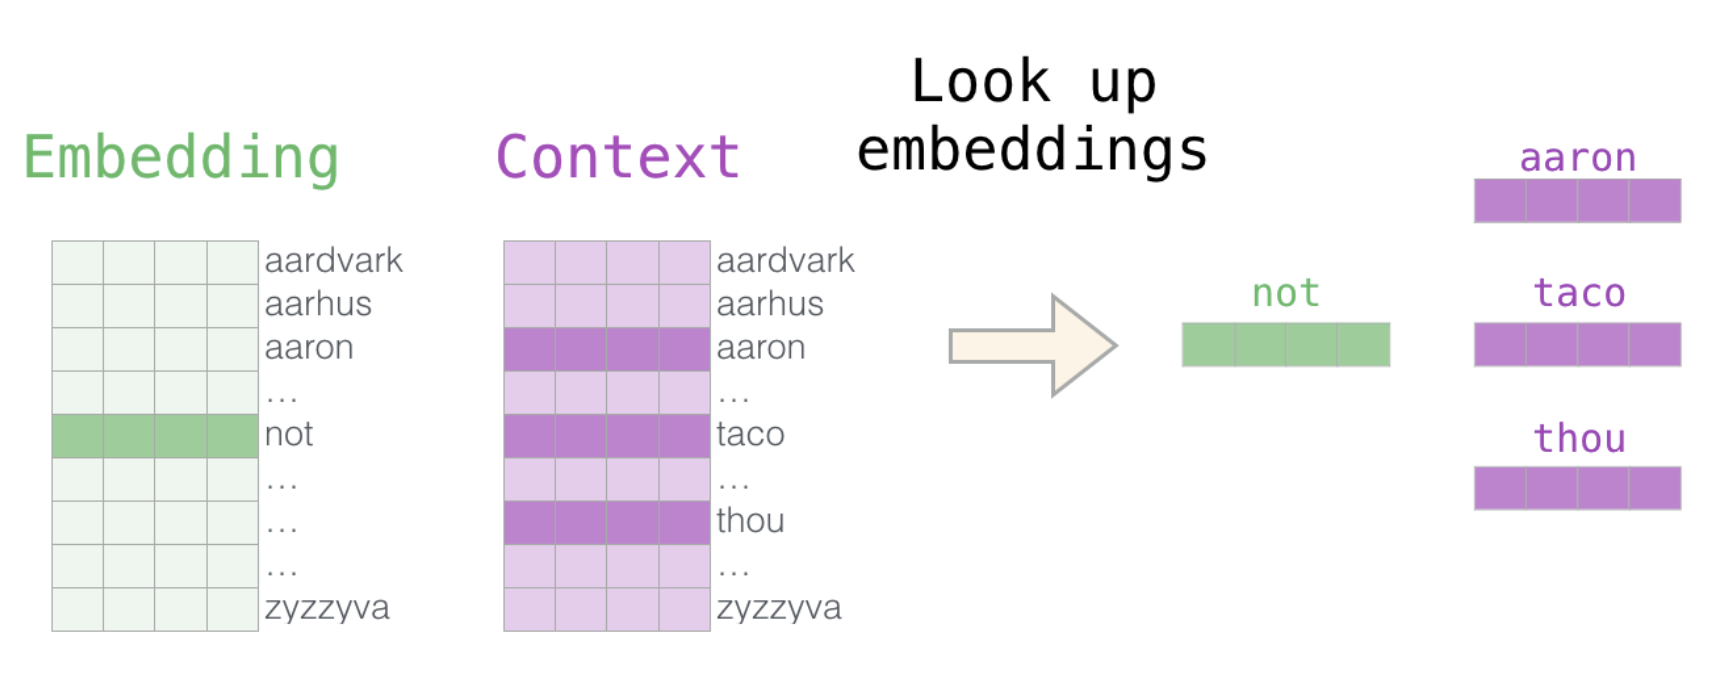 Embedding
aardvark
aarhus
aaron
...
not
...
...
...
zyzzyva
Context
aardvark
aarhus
aaron
...
taco
...
thou
...
zyzzyva
Look up
embeddings
not
aaron
taco
thou